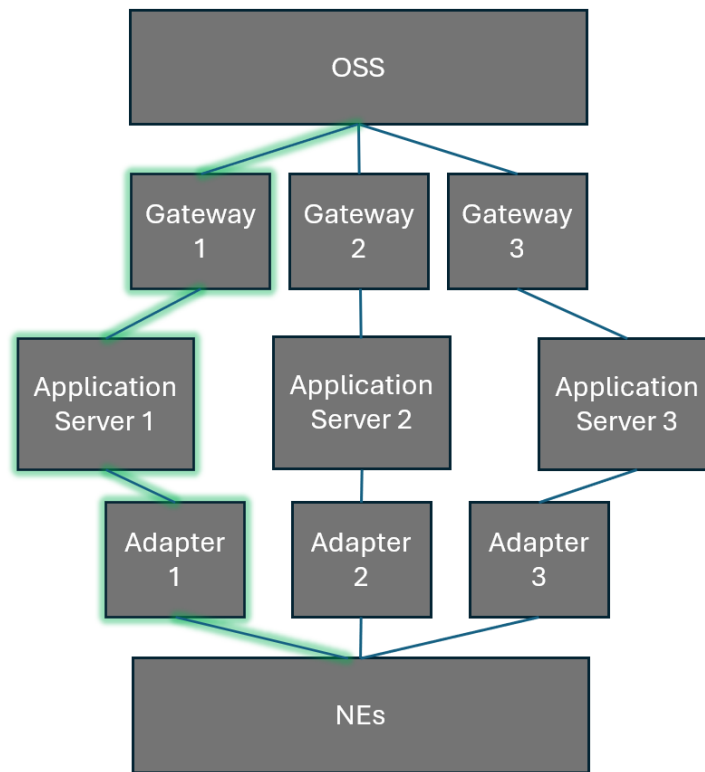 OSS
Gateway
1
Gateway
2
Gateway
3
Application
Server 1
Application
Server 2
Application
Server 3
Adapter
1
Adapter
2
Adapter
3
NEs